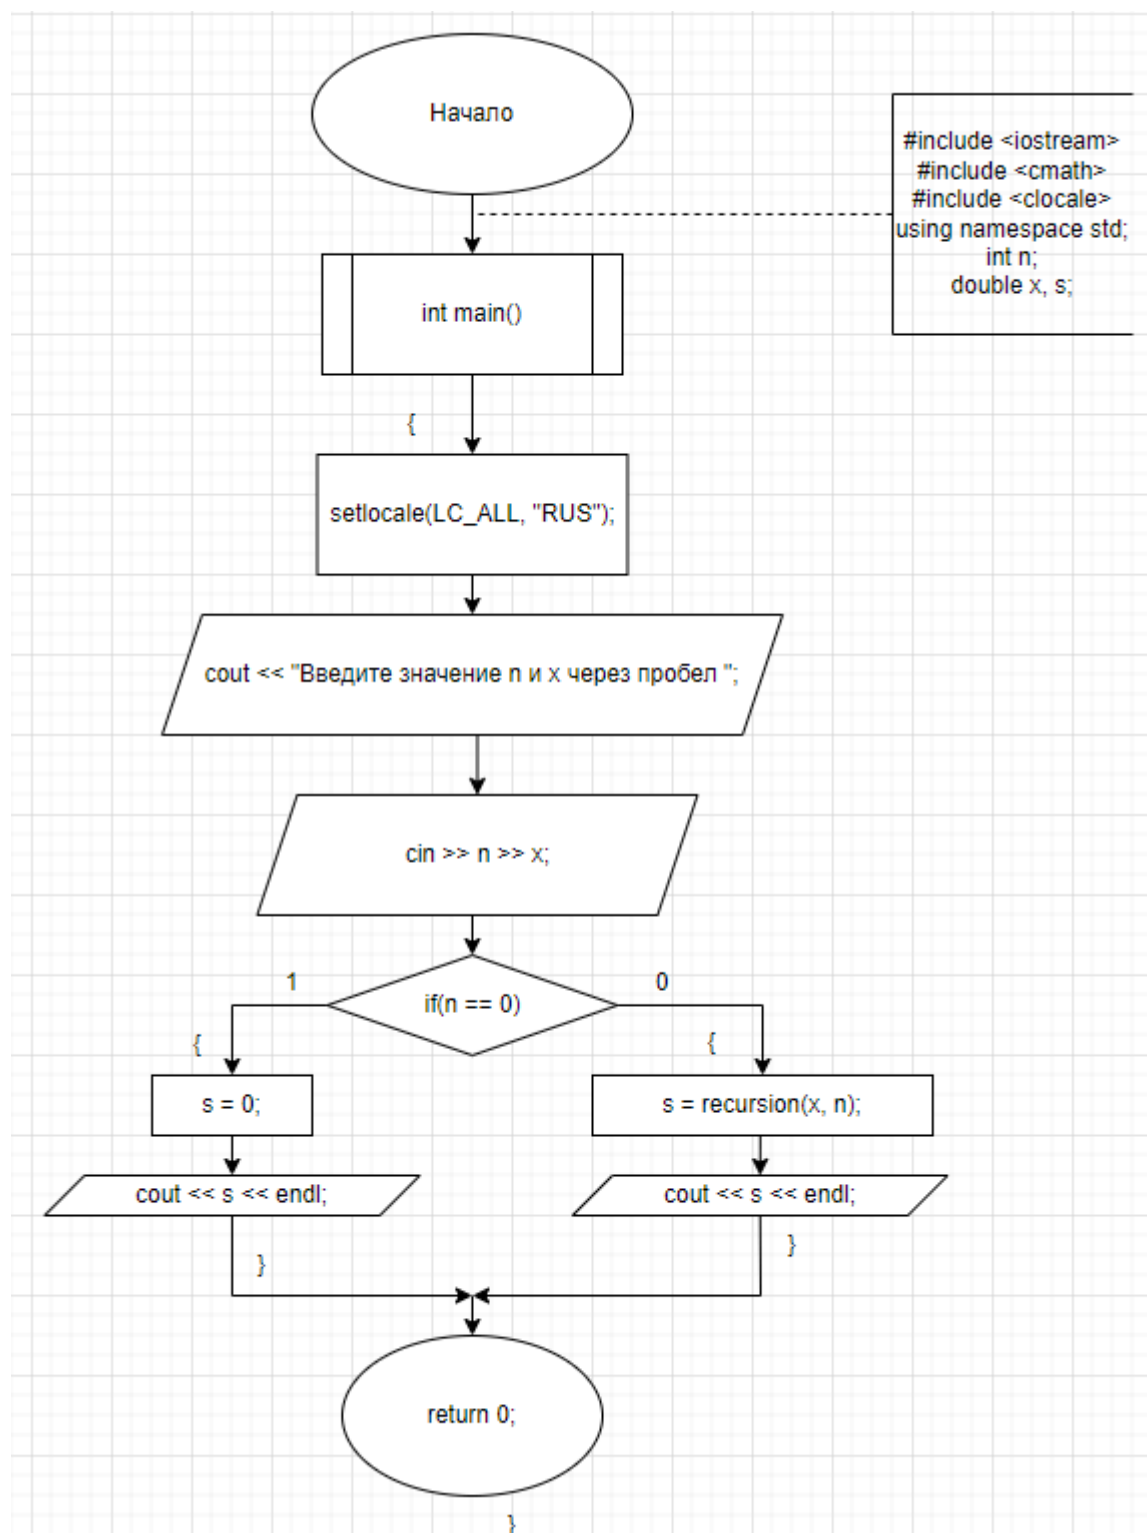 Начало
#include <iostream>
#include <cmath>
#include <clocale>
using namespace std;
int n;
double x, s;
int main()
{
setlocale(LC_ALL, "RUS");
cout << "Введите значение n и x через пробел ";
cin >> n >> x;
1
if(n == 0)
0
{
{
s = 0;
s = recursion(x, n);
cout << s << endl;
cout << s << endl;
}
}
return 0;
}